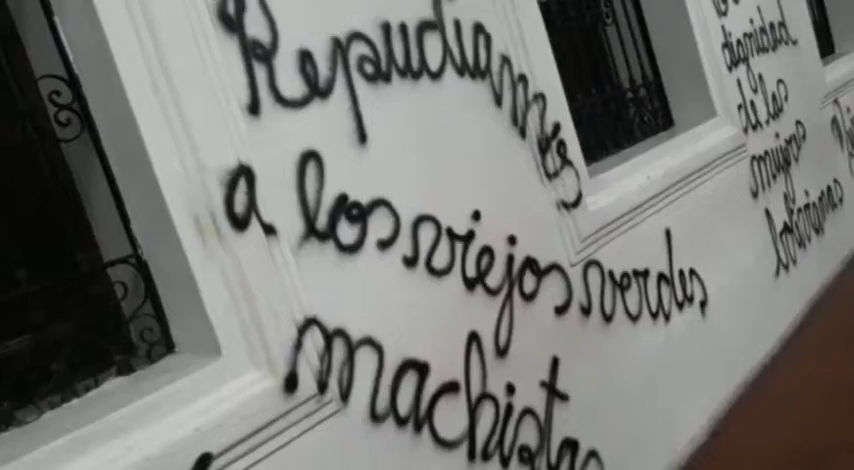 Repudiamos
a los viejos verdes
machistas
dignidad
de las
mujeres
bolivianas